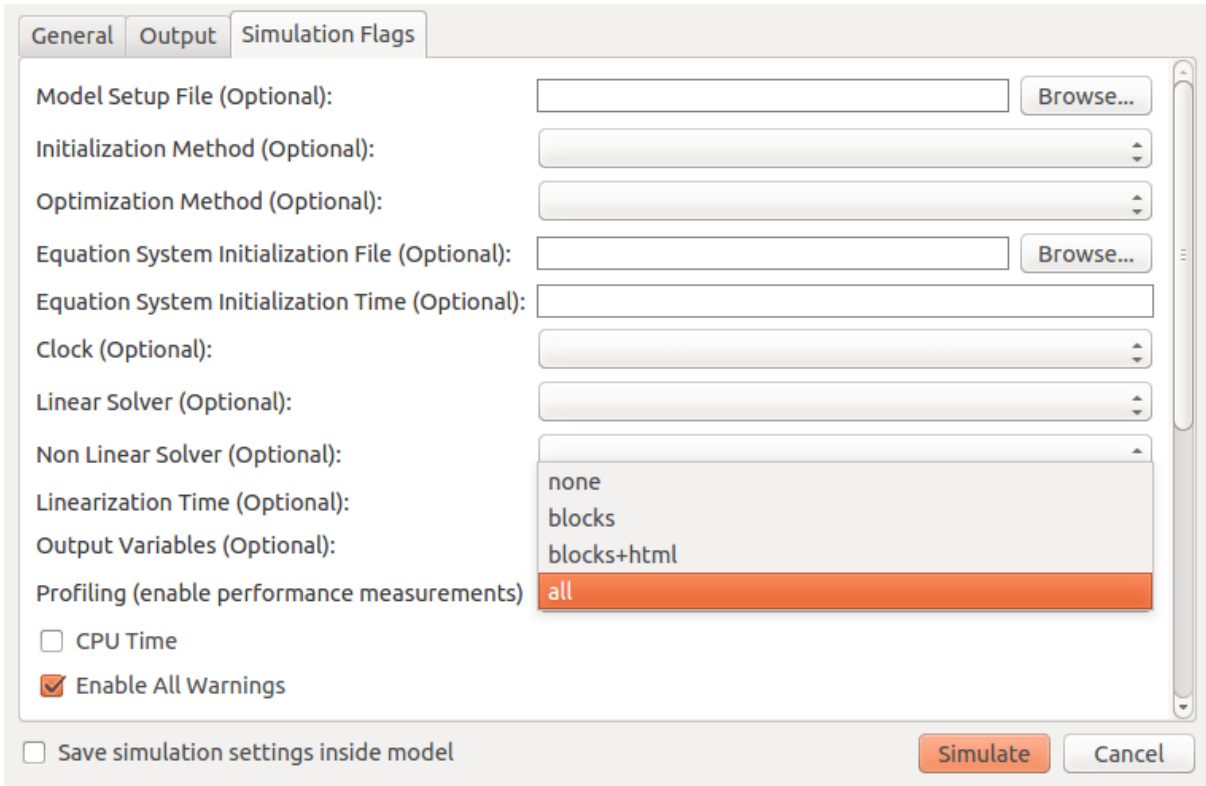 General Output Simulation Flags
Model Setup File (Optional): Browse...
Initialization Method (Optional):
Optimization Method (Optional):
Equation System Initialization File (Optional): Browse...
Equation System Initialization Time (Optional):
Clock (Optional):
Linear Solver (Optional):
Non Linear Solver (Optional):
none
Linearization Time (Optional):
blocks
Output Variables (Optional):
blocks+html
Profiling (enable performance measurements) all
CPU Time
Enable All Warnings
Save simulation settings inside model Simulate Cancel